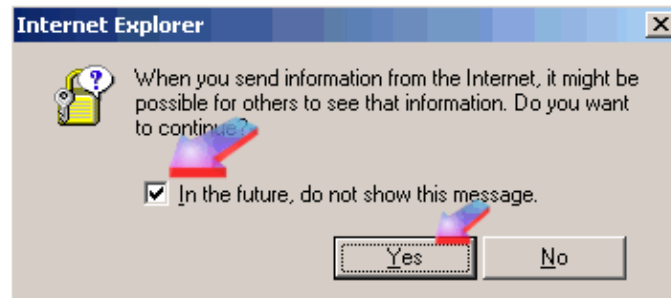 Internet Explorer
When you send information from the Internet, it might be
possible for others to see that information. Do you want
to continue?
In the future, do not show this message.
Yes No